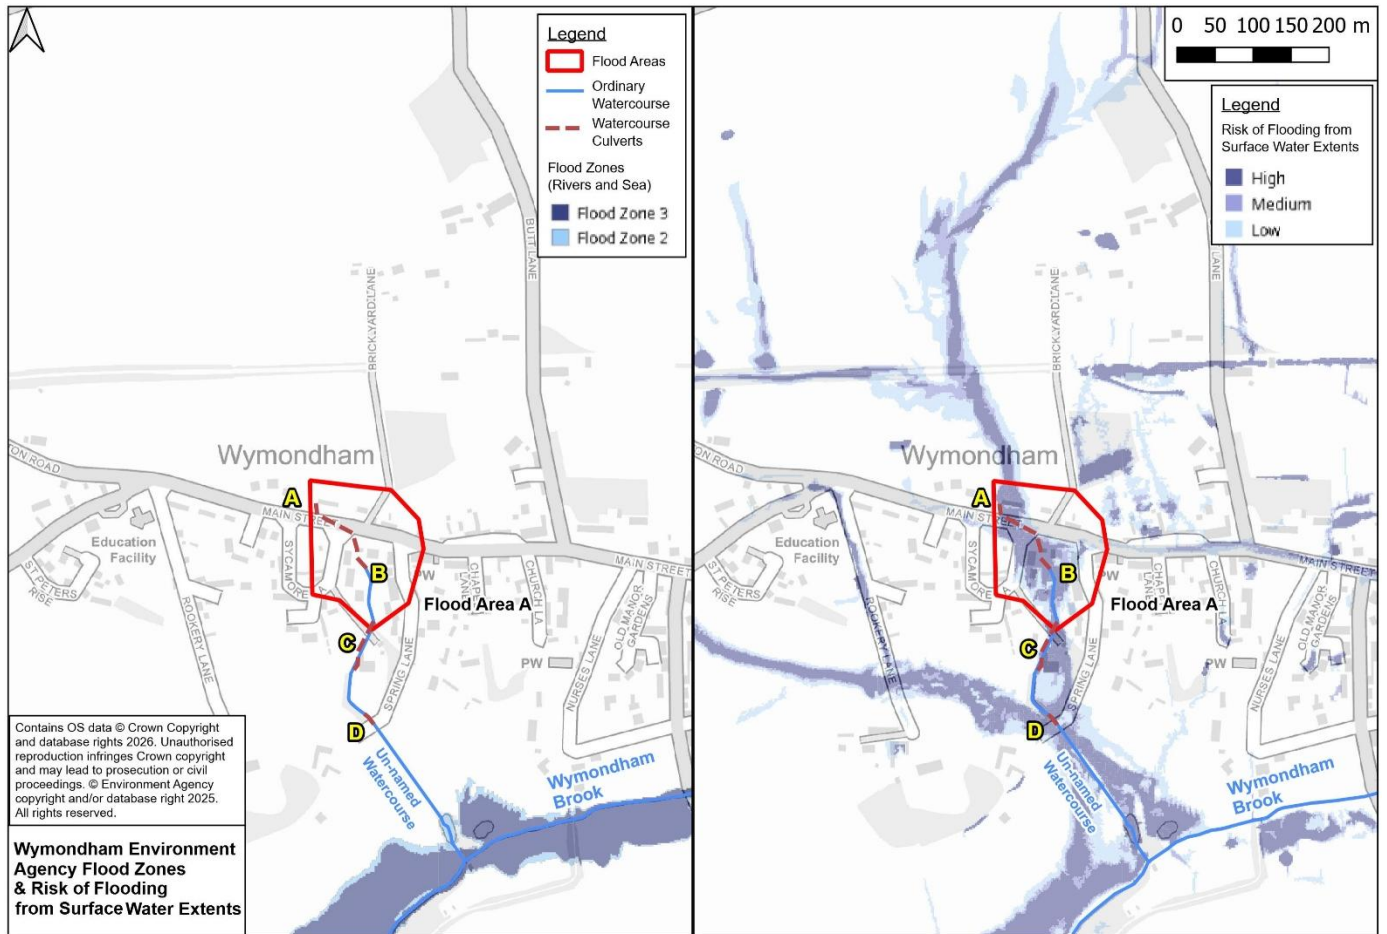 Legend
Flood Areas
Ordinary
Watercourse
Watercourse
Culverts
Flood Zones
(Rivers and Sea)
Flood Zone 3
Flood Zone 2
BUTT LANE
BRICKYARD LANE
Wymondham
ON ROAD
A
MAIN STREET
Education
Facility
ST PETERS
RISE
SYCAMORE
B
PW
CHAPEL
LANE
CHURCH LA
MAIN STREET
Flood Area A
C
ROOKERY LANE
SPRING LANE
PW
NURSES LANE
OLD MANOR
GARDENS
D
Un-named
Watercourse
Wymondham
Brook
Contains OS data © Crown Copyright
and database rights 2026. Unauthorised
reproduction infringes Crown copyright
and may lead to prosecution or civil
proceedings. © Environment Agency
copyright and/or database right 2025.
All rights reserved.
Wymondham Environment
Agency Flood Zones
& Risk of Flooding
from Surface Water Extents
0 50 100 150 200 m
Legend
Risk of Flooding from
Surface Water Extents
High
Medium
Low
LANE
BRICKYARD LANE
Wymondham
ON ROAD
A
MAIN STREET
Education
Facility
ST PETERS
RISE
SYCAMORE
B
PW
CHAPEL
LANE
CHURCH LA
MAIN STREET
Flood Area A
C
ROOKERY LANE
SPRING LANE
PW
NURSES LANE
OLD MANOR
GARDENS
D
Un-named
Watercourse
Wymondham
Brook